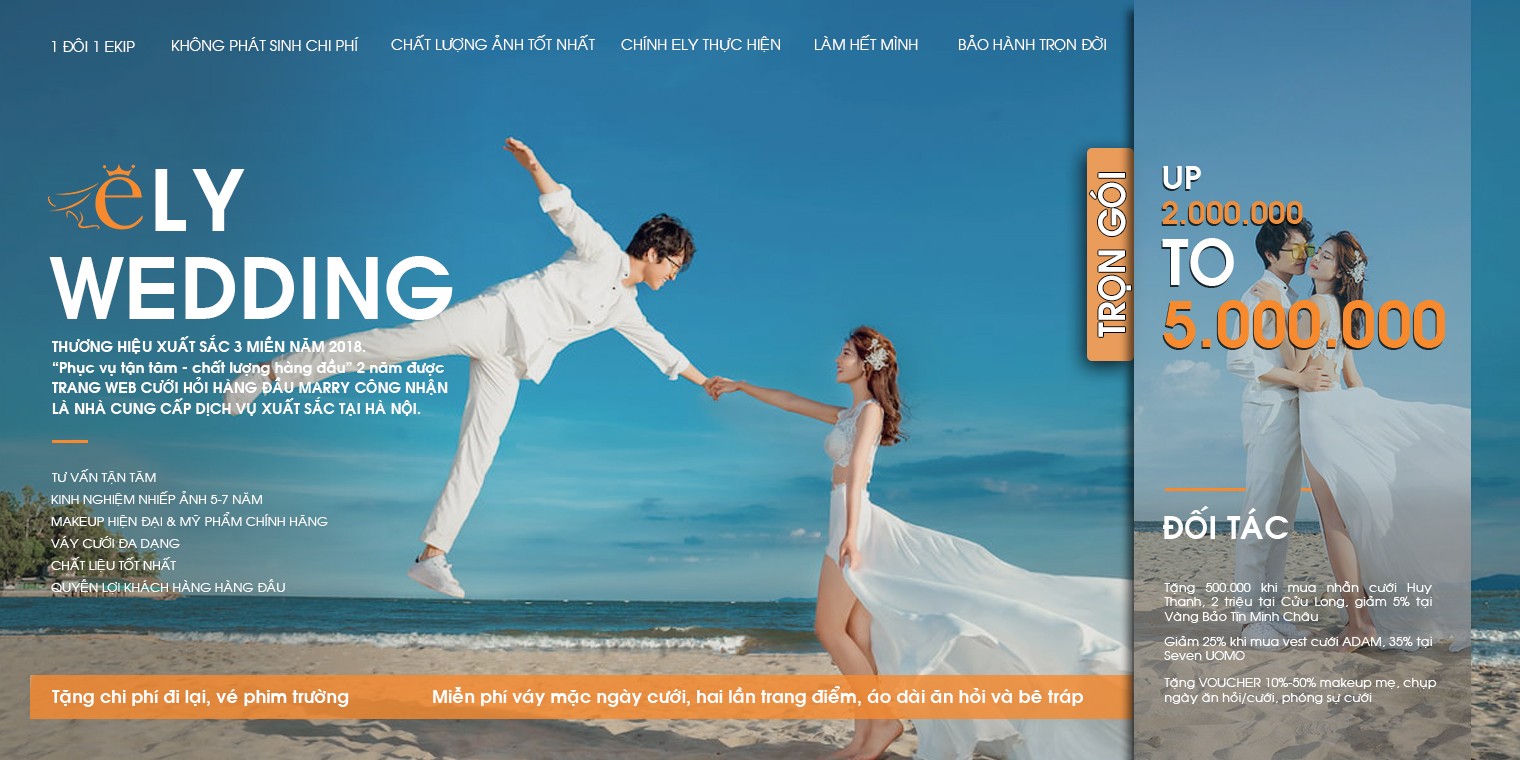 1 ĐÔI 1 EKIP
KHÔNG PHÁT SINH CHI PHÍ
CHẤT LƯỢNG ẢNH TỐT NHẤT
CHÍNH ELY THỰC HIỆN
LÀM HẾT MÌNH
BẢO HÀNH TRỌN ĐỜI
eLY
WEDDING
THƯƠNG HIỆU XUẤT SẮC 3 MIỀN NĂM 2018.
“Phục vụ tận tâm - chất lượng hàng đầu” 2 năm được
TRANG WEB CƯỚI HỎI HÀNG ĐẦU MARRY CÔNG NHẬN
LÀ NHÀ CUNG CẤP DỊCH VỤ XUẤT SẮC TẠI HÀ NỘI.
TƯ VẤN TẬN TÂM
KINH NGHIỆM NHIẾP ẢNH 5-7 NĂM
MAKEUP HIỆN ĐẠI & MỸ PHẨM CHÍNH HÃNG
VÁY CƯỚI ĐA DẠNG
CHẤT LIỆU TỐT NHẤT
QUYỀN LỢI KHÁCH HÀNG HÀNG ĐẦU
Tặng chi phí đi lại, vé phim trường
Miễn phí váy mặc ngày cưới, hai lần trang điểm, áo dài ăn hỏi và bê tráp
TRỌN GÓI
UP
2.000.000
TO
5.000.000
ĐỐI TÁC
Tặng 500.000 khi mua nhẫn cưới Huy
Thanh, 2 triệu tại Cửu Long, giảm 5% tại
Vàng Bảo Tín Minh Châu
Giảm 25% khi mua vest cưới ADAM, 35% tại
Seven UOMO
Tặng VOUCHER 10%-50% makeup mẹ, chụp
ngày ăn hỏi/cưới, phóng sự cưới